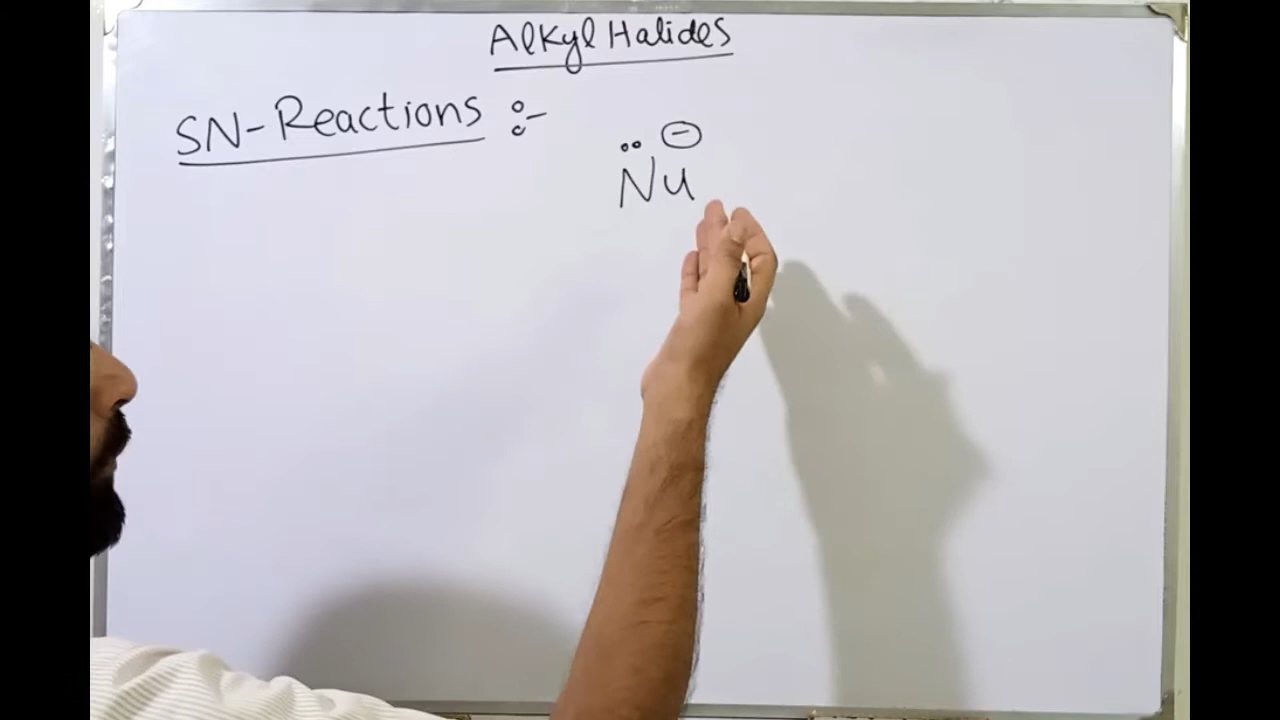 Alkyl Halides
SN-Reactions :-
.. ⊖
Nu